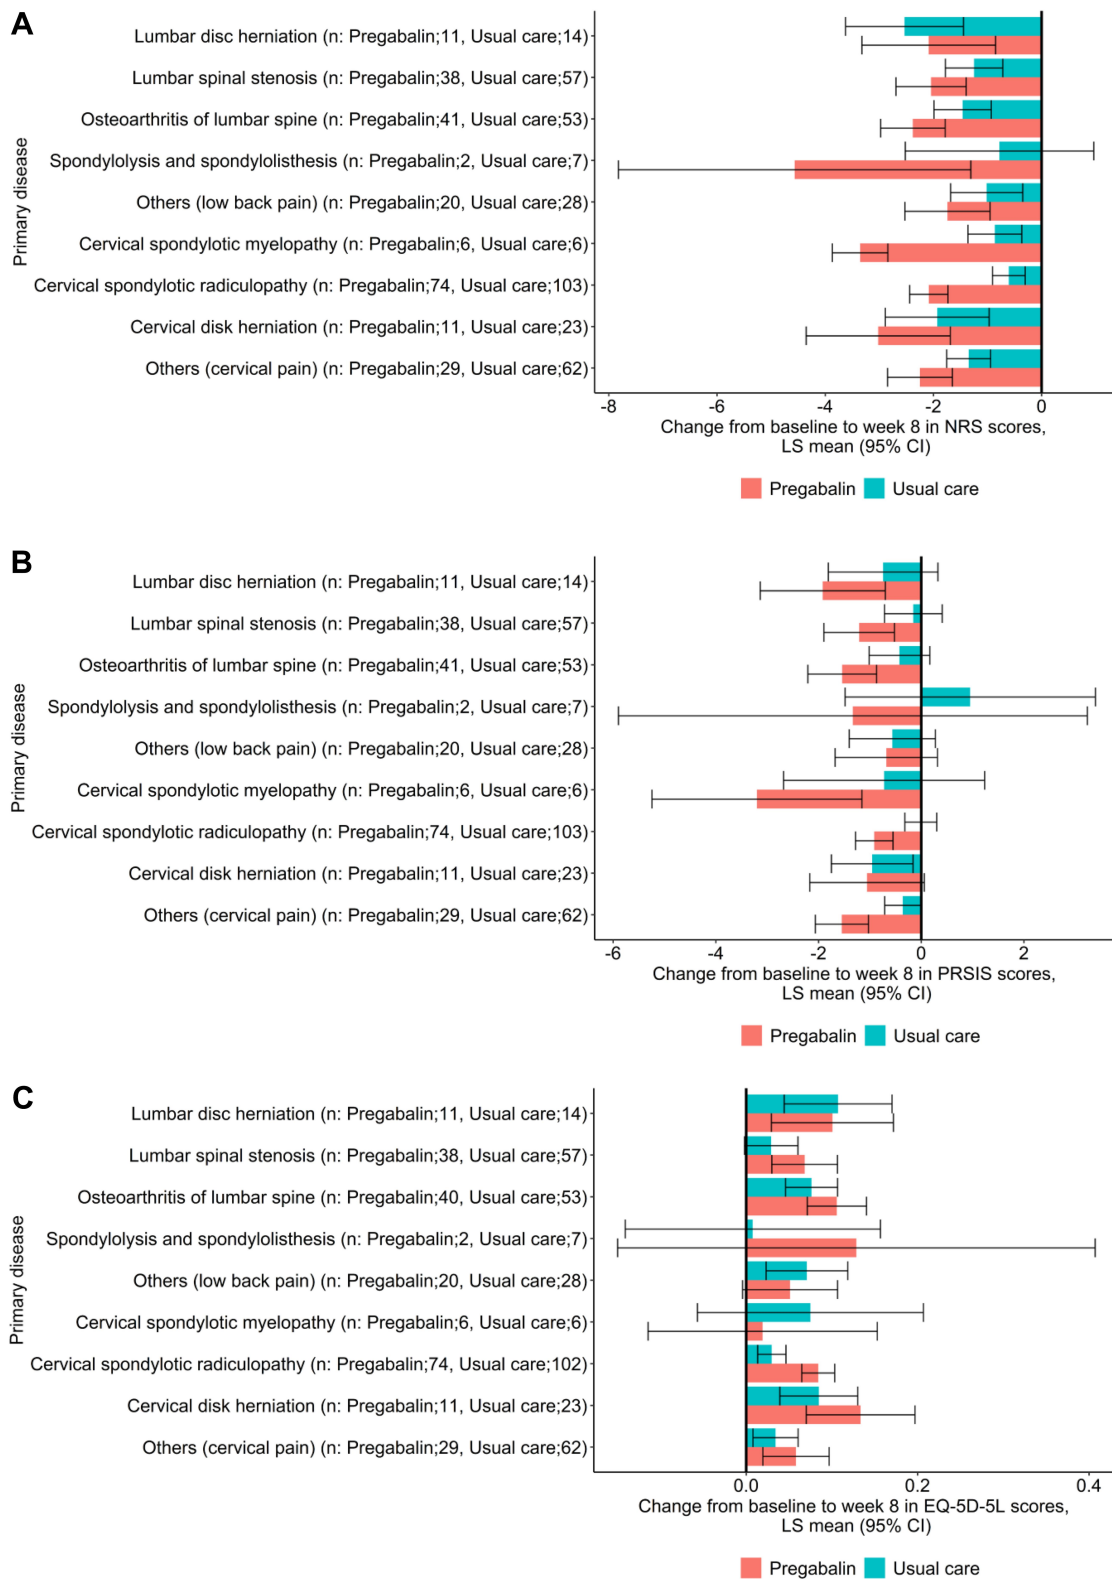 A
Primary disease
Lumbar disc herniation (n: Pregabalin;11, Usual care;14)
Lumbar spinal stenosis (n: Pregabalin;38, Usual care;57)
Osteoarthritis of lumbar spine (n: Pregabalin;41, Usual care;53)
Spondylolysis and spondylolisthesis (n: Pregabalin;2, Usual care;7)
Others (low back pain) (n: Pregabalin;20, Usual care;28)
Cervical spondylotic myelopathy (n: Pregabalin;6, Usual care;6)
Cervical spondylotic radiculopathy (n: Pregabalin;74, Usual care;103)
Cervical disk herniation (n: Pregabalin;11, Usual care;23)
Others (cervical pain) (n: Pregabalin;29, Usual care;62)
-8 -6 -4 -2 0
Change from baseline to week 8 in NRS scores,
LS mean (95% CI)
Pregabalin Usual care
B
Primary disease
Lumbar disc herniation (n: Pregabalin;11, Usual care;14)
Lumbar spinal stenosis (n: Pregabalin;38, Usual care;57)
Osteoarthritis of lumbar spine (n: Pregabalin;41, Usual care;53)
Spondylolysis and spondylolisthesis (n: Pregabalin;2, Usual care;7)
Others (low back pain) (n: Pregabalin;20, Usual care;28)
Cervical spondylotic myelopathy (n: Pregabalin;6, Usual care;6)
Cervical spondylotic radiculopathy (n: Pregabalin;74, Usual care;103)
Cervical disk herniation (n: Pregabalin;11, Usual care;23)
Others (cervical pain) (n: Pregabalin;29, Usual care;62)
-6 -4 -2 0 2
Change from baseline to week 8 in PRSIS scores,
LS mean (95% CI)
Pregabalin Usual care
C
Primary disease
Lumbar disc herniation (n: Pregabalin;11, Usual care;14)
Lumbar spinal stenosis (n: Pregabalin;38, Usual care;57)
Osteoarthritis of lumbar spine (n: Pregabalin;40, Usual care;53)
Spondylolysis and spondylolisthesis (n: Pregabalin;2, Usual care;7)
Others (low back pain) (n: Pregabalin;20, Usual care;28)
Cervical spondylotic myelopathy (n: Pregabalin;6, Usual care;6)
Cervical spondylotic radiculopathy (n: Pregabalin;74, Usual care;102)
Cervical disk herniation (n: Pregabalin;11, Usual care;23)
Others (cervical pain) (n: Pregabalin;29, Usual care;62)
0.0 0.2 0.4
Change from baseline to week 8 in EQ-5D-5L scores,
LS mean (95% CI)
Pregabalin Usual care